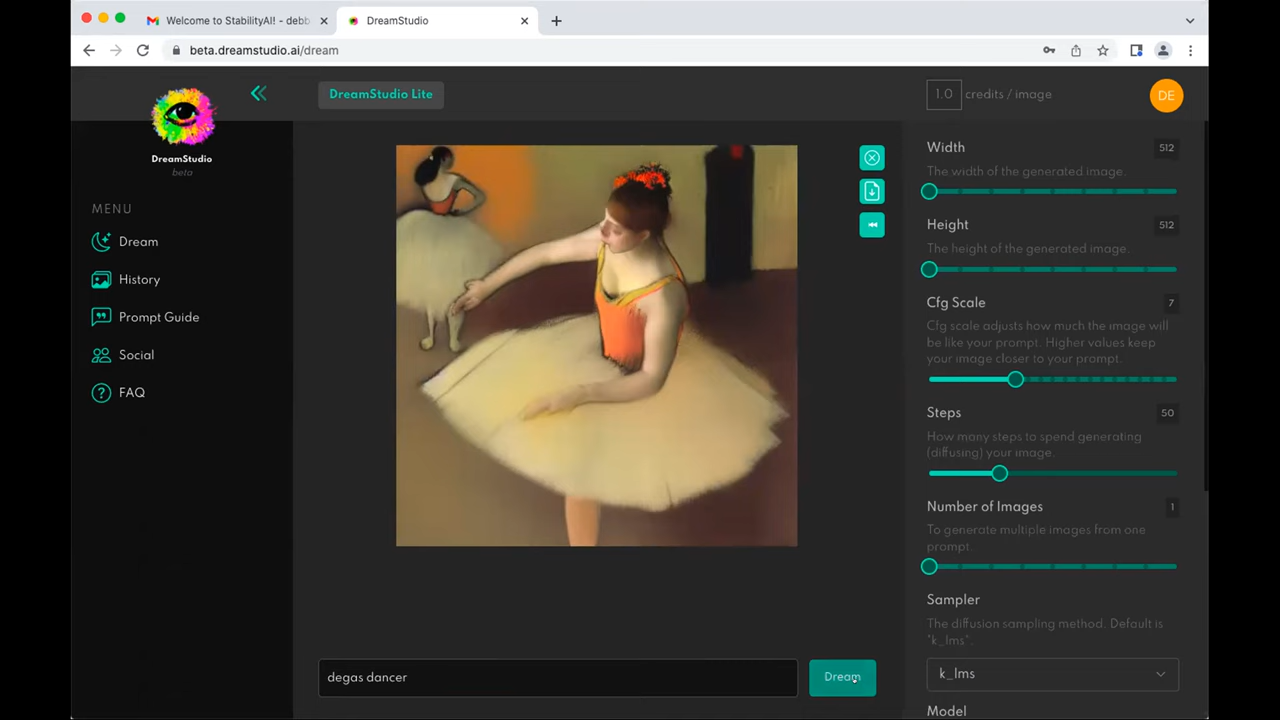 Welcome to StabilityAI! - debb
DreamStudio
beta.dreamstudio.ai/dream
DreamStudio
beta
DreamStudio Lite
1.0 credits / image
DE
MENU
Dream
History
Prompt Guide
Social
FAQ
Width 512
The width of the generated image.
Height 512
The height of the generated image.
Cfg Scale 7
Cfg scale adjusts how much the image will
be like your prompt. Higher values keep
your image closer to your prompt.
Steps 50
How many steps to spend generating
(diffusing) your image.
Number of Images 1
To generate multiple images from one
prompt.
Sampler
The diffusion sampling method. Default is
"k_lms".
k_lms
Model
degas dancer
Dream